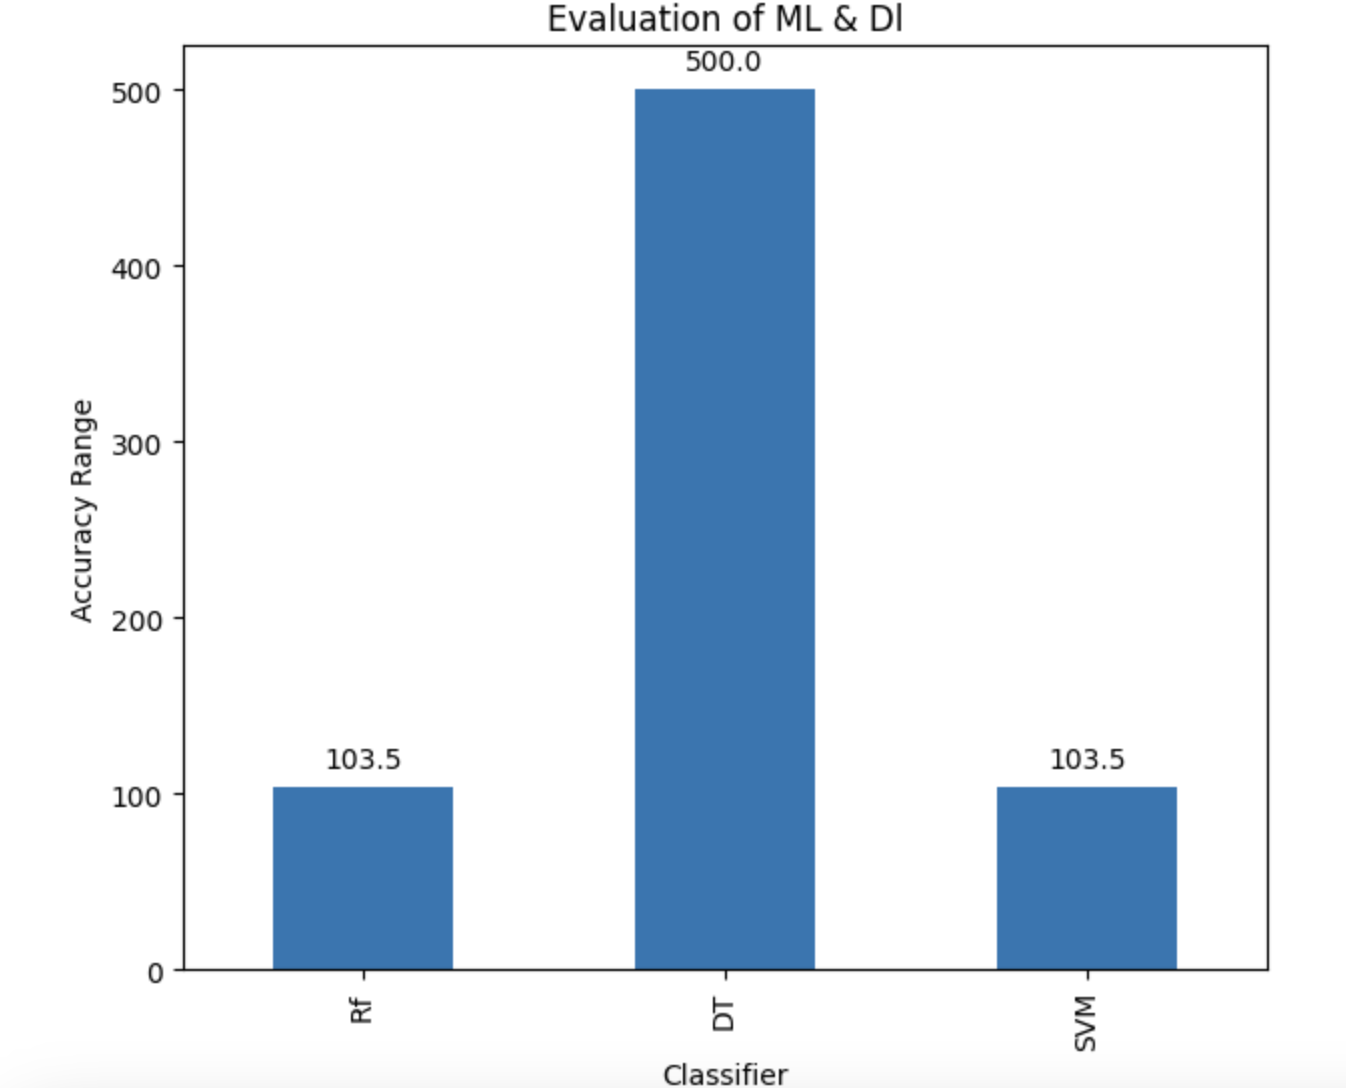 Evaluation of ML & Dl
500.0
500
400
300
200
100
0
Accuracy Range
103.5
103.5
Rf
DT
SVM
Classifier